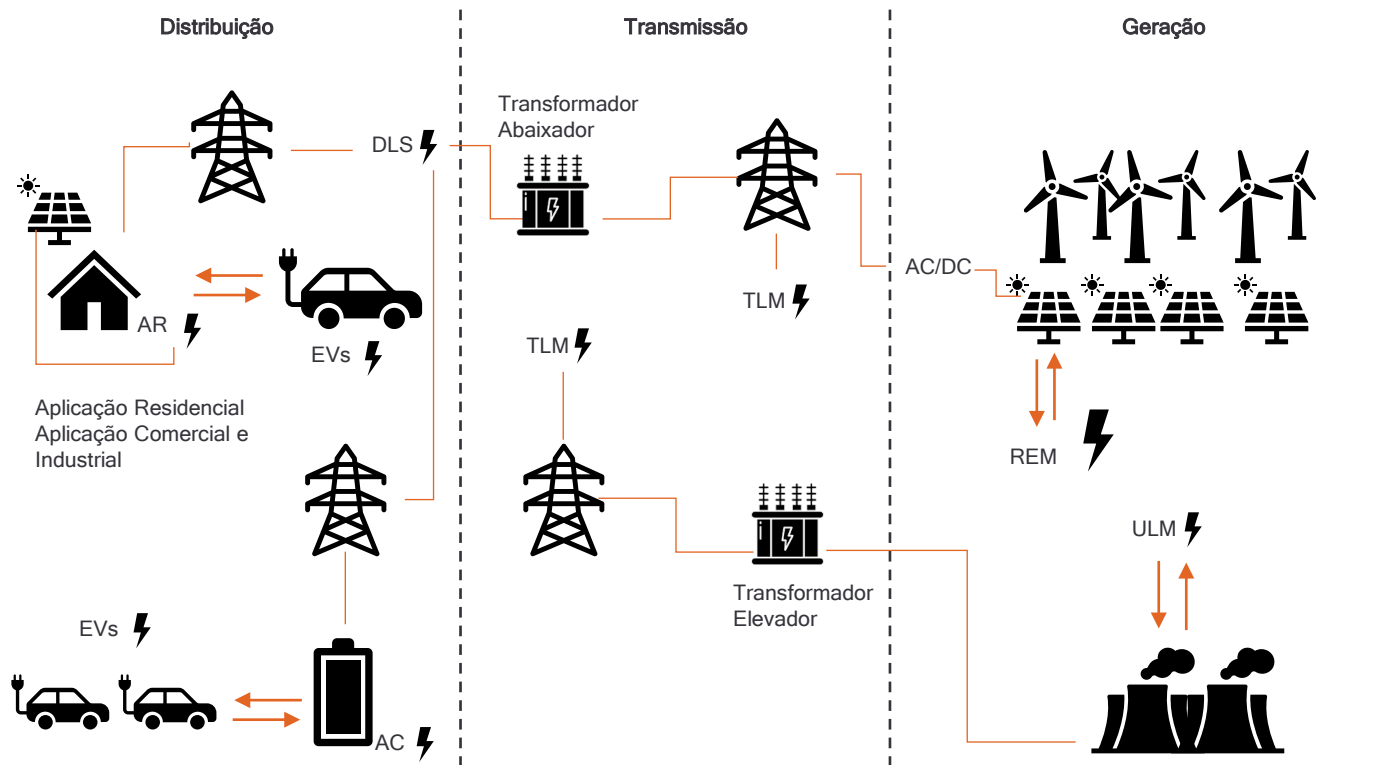 Distribuição
Transmissão
Geração
DLS
AR
EVs
Aplicação Residencial
Aplicação Comercial e
Industrial
EVs
AC
Transformador
Abaixador
TLM
TLM
Transformador
Elevador
AC/DC
REM
ULM